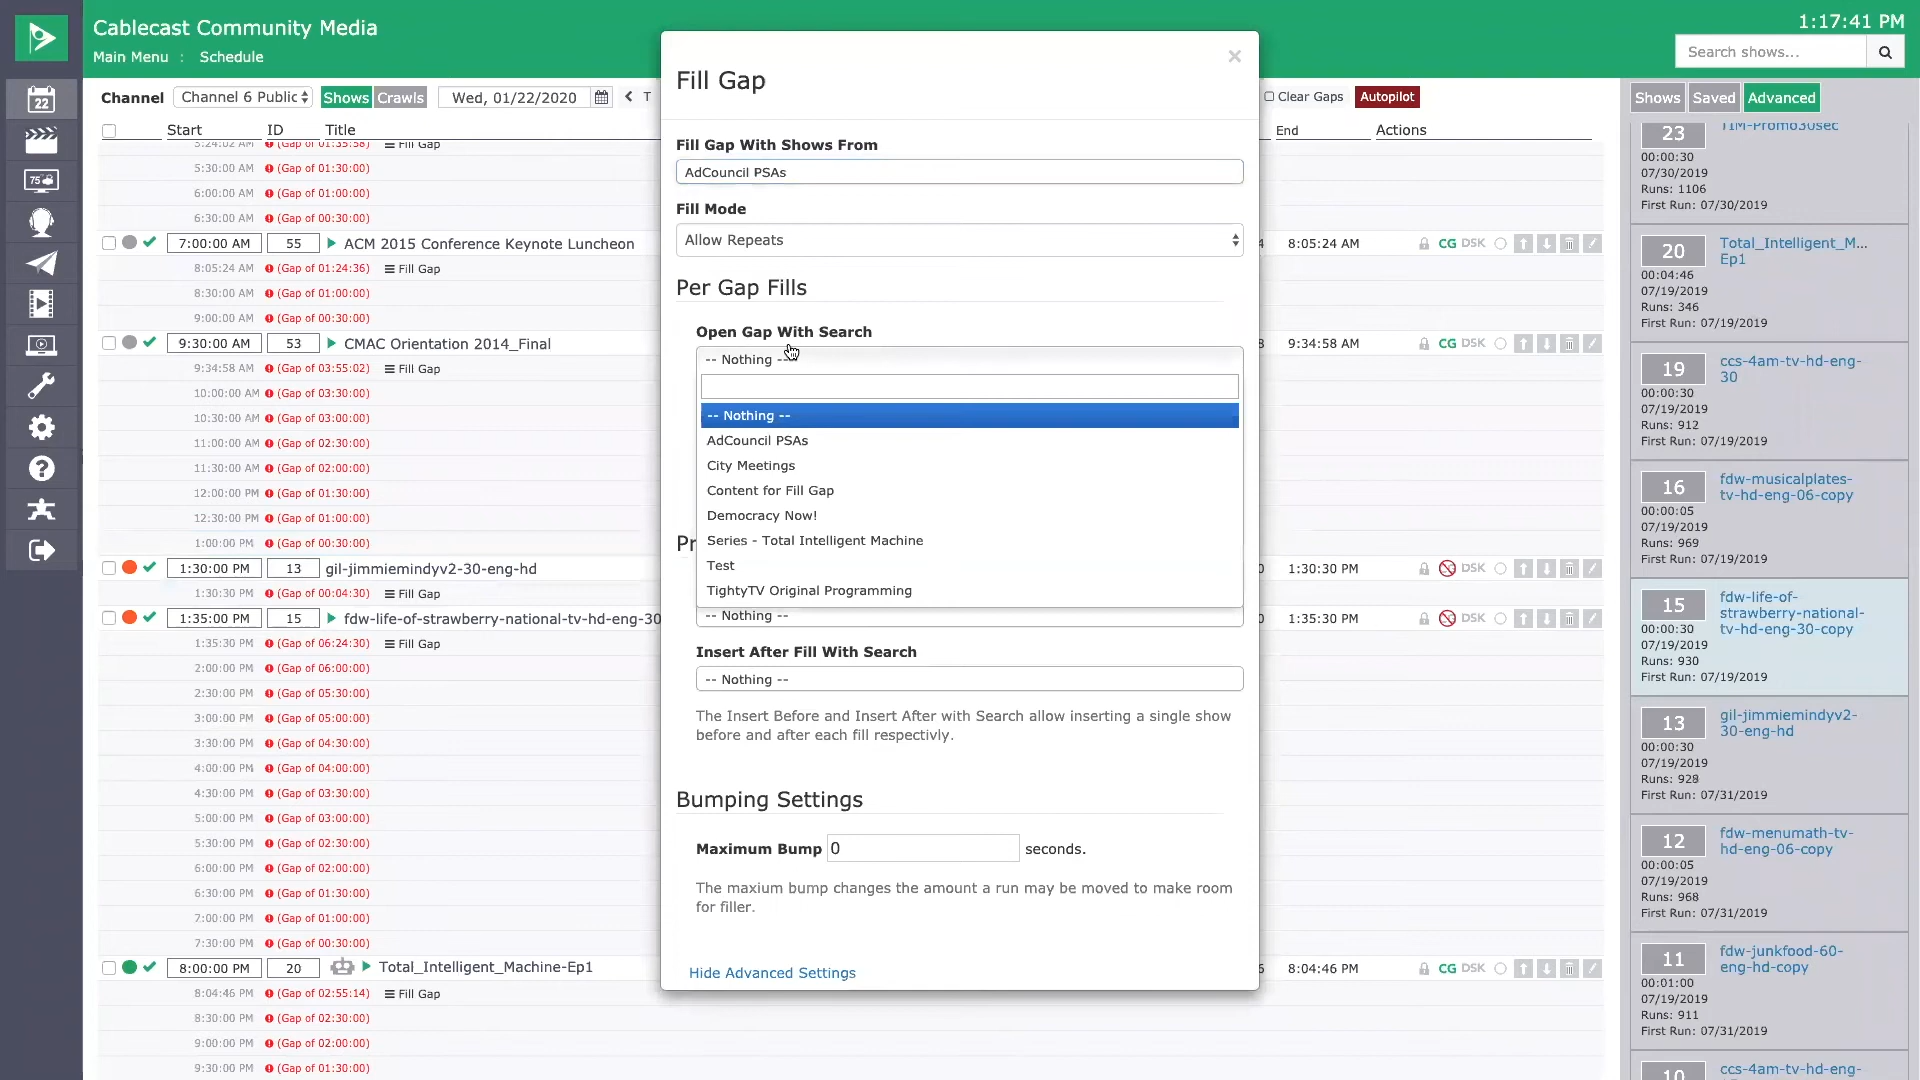 Cablecast Community Media
Main Menu : Schedule
1:17:41 PM
Search shows...
22
75
Channel Channel 6 Public Shows Crawls Wed, 01/22/2020 T
Clear Gaps Autopilot
Shows Saved Advanced
Start ID Title
End Actions
5:24:02 AM (Gap of 01:35:58) Fill Gap
5:30:00 AM (Gap of 01:30:00)
6:00:00 AM (Gap of 01:00:00)
6:30:00 AM (Gap of 00:30:00)
7:00:00 AM 55 ACM 2015 Conference Keynote Luncheon
4 8:05:24 AM CG DSK
8:05:24 AM (Gap of 01:24:36) Fill Gap
8:30:00 AM (Gap of 01:00:00)
9:00:00 AM (Gap of 00:30:00)
9:30:00 AM 53 CMAC Orientation 2014_Final
8 9:34:58 AM CG DSK
9:34:58 AM (Gap of 03:55:02) Fill Gap
10:00:00 AM (Gap of 03:30:00)
10:30:00 AM (Gap of 03:00:00)
11:00:00 AM (Gap of 02:30:00)
11:30:00 AM (Gap of 02:00:00)
12:00:00 PM (Gap of 01:30:00)
12:30:00 PM (Gap of 01:00:00)
1:00:00 PM (Gap of 00:30:00)
1:30:00 PM 13 gil-jimmiemindyv2-30-eng-hd
0 1:30:30 PM DSK
1:30:30 PM (Gap of 00:04:30) Fill Gap
1:35:00 PM 15 fdw-life-of-strawberry-national-tv-hd-eng-30
0 1:35:30 PM DSK
1:35:30 PM (Gap of 06:24:30) Fill Gap
2:00:00 PM (Gap of 06:00:00)
2:30:00 PM (Gap of 05:30:00)
3:00:00 PM (Gap of 05:00:00)
3:30:00 PM (Gap of 04:30:00)
4:00:00 PM (Gap of 04:00:00)
4:30:00 PM (Gap of 03:30:00)
5:00:00 PM (Gap of 03:00:00)
5:30:00 PM (Gap of 02:30:00)
6:00:00 PM (Gap of 02:00:00)
6:30:00 PM (Gap of 01:30:00)
7:00:00 PM (Gap of 01:00:00)
7:30:00 PM (Gap of 00:30:00)
8:00:00 PM 20 Total_Intelligent_Machine-Ep1
6 8:04:46 PM CG DSK
8:04:46 PM (Gap of 02:55:14) Fill Gap
8:30:00 PM (Gap of 02:30:00)
9:00:00 PM (Gap of 02:00:00)
9:30:00 PM (Gap of 01:30:00)
Fill Gap
×
Fill Gap With Shows From
AdCouncil PSAs
Fill Mode
Allow Repeats
Per Gap Fills
Open Gap With Search
-- Nothing --
-- Nothing --
AdCouncil PSAs
City Meetings
Content for Fill Gap
Democracy Now!
Series - Total Intelligent Machine
Test
TightyTV Original Programming
Pr
-- Nothing --
Insert After Fill With Search
-- Nothing --
The Insert Before and Insert After with Search allow inserting a single show
before and after each fill respectivly.
Bumping Settings
Maximum Bump 0 seconds.
The maxium bump changes the amount a run may be moved to make room
for filler.
Hide Advanced Settings
23 TIM-Promo30sec
00:00:30
07/30/2019
Runs: 1106
First Run: 07/30/2019
20 Total_Intelligent_M...
Ep1
00:04:46
07/19/2019
Runs: 346
First Run: 07/19/2019
19 ccs-4am-tv-hd-eng-
30
00:00:30
07/19/2019
Runs: 912
First Run: 07/19/2019
16 fdw-musicalplates-
tv-hd-eng-06-copy
00:00:05
07/19/2019
Runs: 969
First Run: 07/19/2019
15 fdw-life-of-
strawberry-national-
tv-hd-eng-30-copy
00:00:30
07/19/2019
Runs: 930
First Run: 07/19/2019
13 gil-jimmiemindyv2-
30-eng-hd
00:00:30
07/19/2019
Runs: 928
First Run: 07/31/2019
12 fdw-menumath-tv-
hd-eng-06-copy
00:00:05
07/19/2019
Runs: 968
First Run: 07/31/2019
11 fdw-junkfood-60-
eng-hd-copy
00:01:00
07/19/2019
Runs: 911
First Run: 07/31/2019
10 ccs-4am-tv-hd-eng-